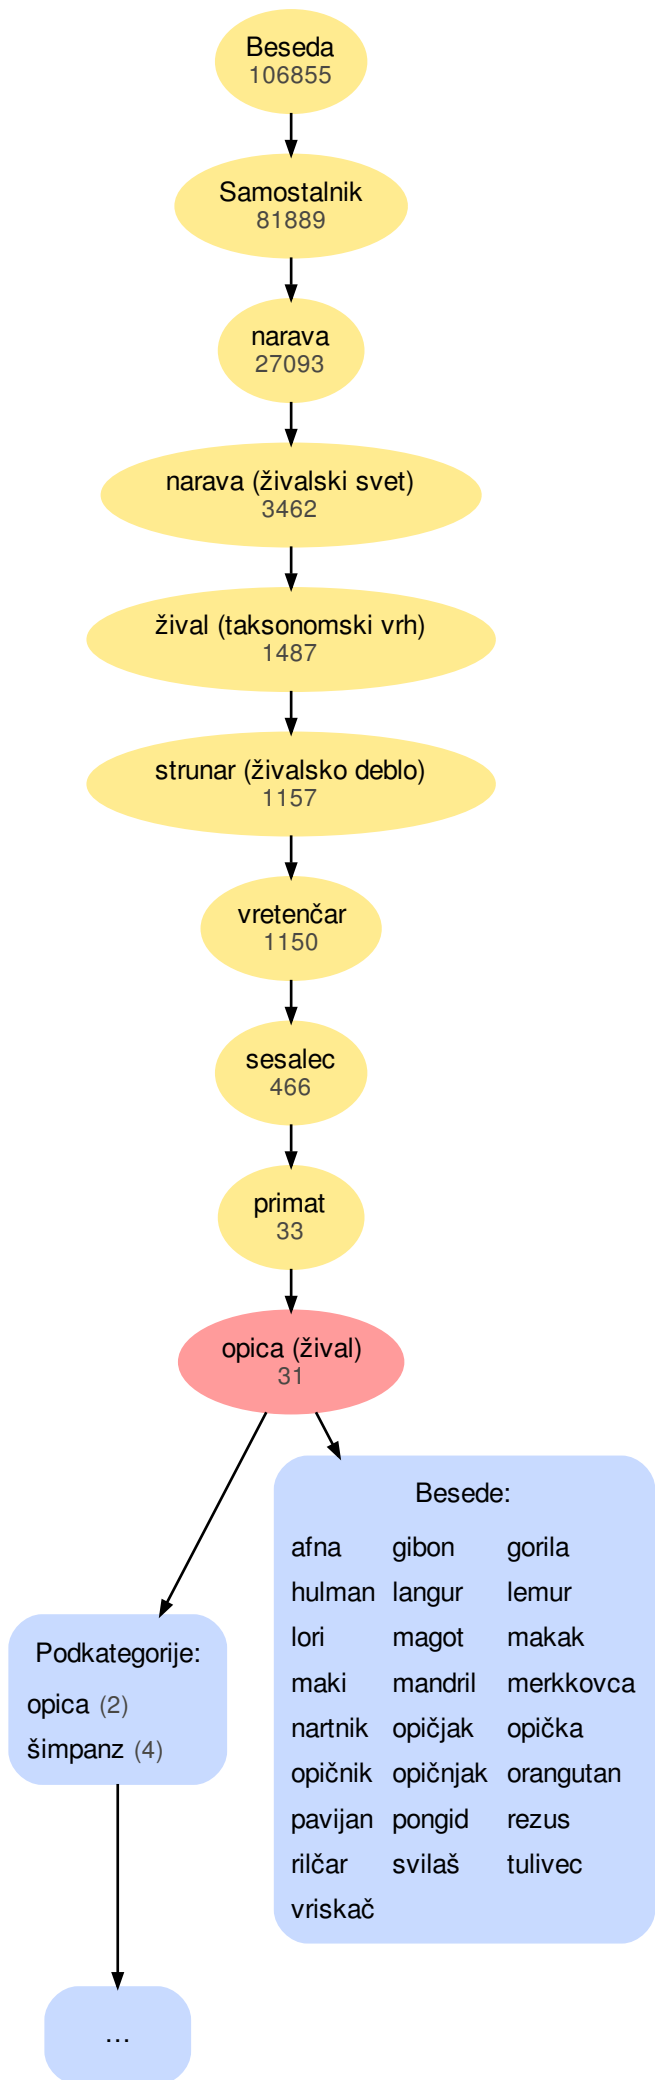 Beseda
106855
Samostalnik
81889
narava
27093
narava (živalski svet)
3462
žival (taksonomski vrh)
1487
strunar (živalsko deblo)
1157
vretenčar
1150
sesalec
466
primat
33
opica (žival)
31
Besede:
afna gibon gorila
hulman langur lemur
lori magot makak
maki mandril merkkovca
nartnik opičjak opička
opičnik opičnjak orangutan
pavijan pongid rezus
rilčar svilaš tulivec
vriskač
Podkategorije:
opica (2)
šimpanz (4)
...